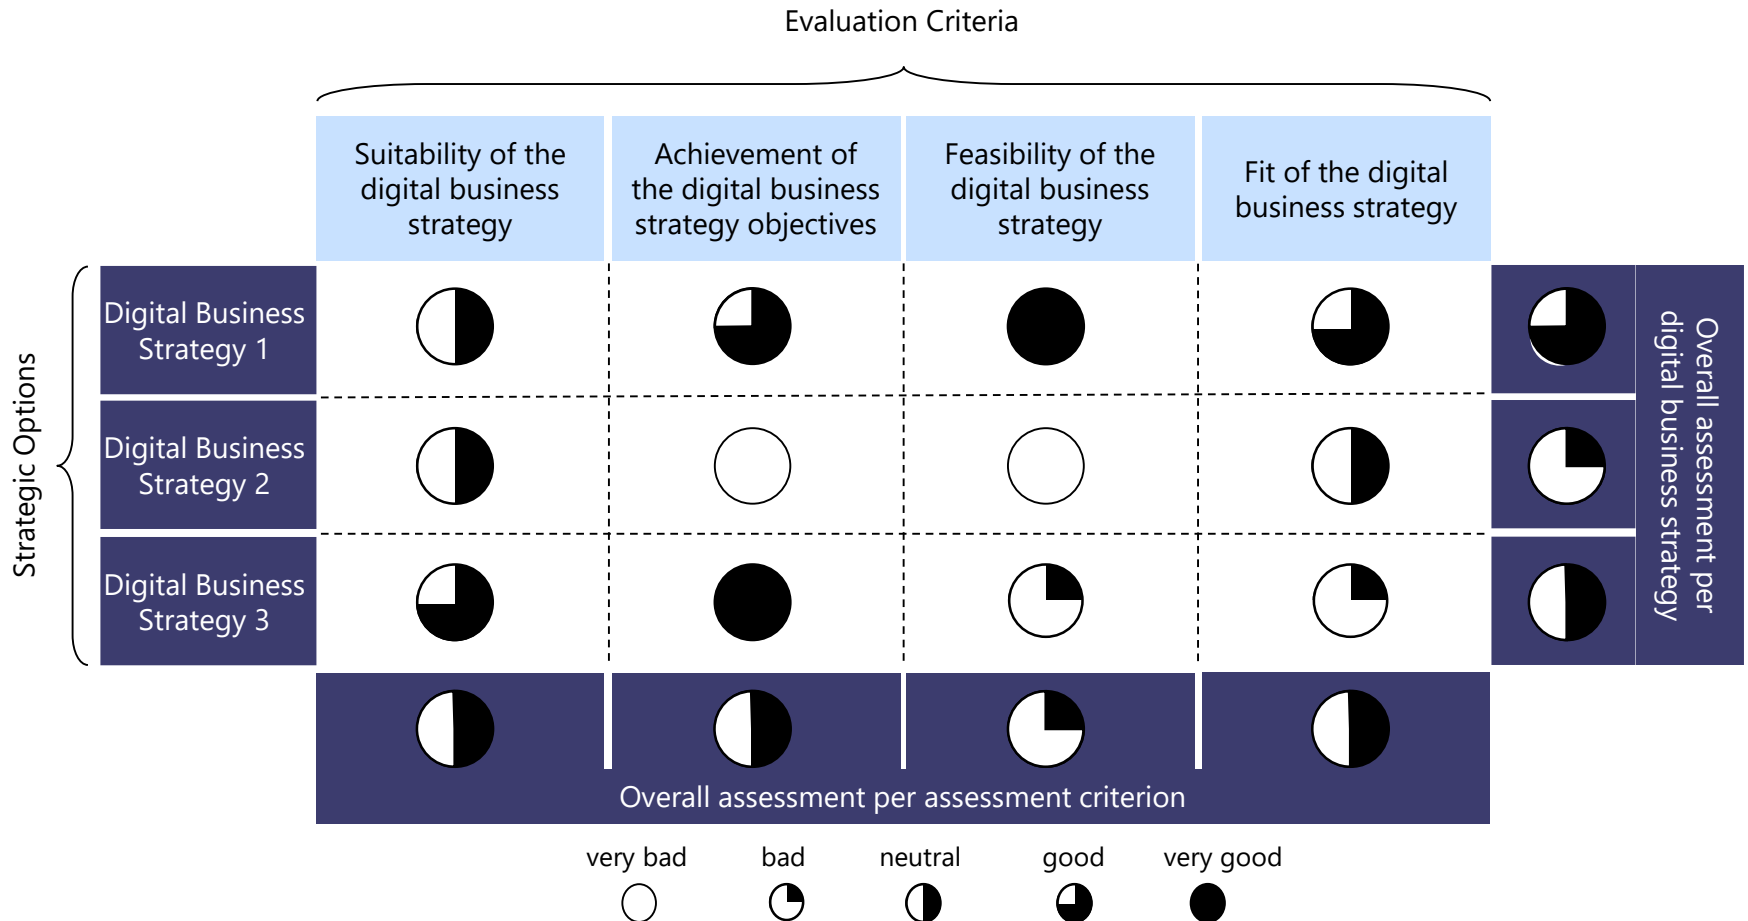 Evaluation Criteria
Suitability of the
digital business
strategy
Achievement of
the digital business
strategy objectives
Feasibility of the
digital business
strategy
Fit of the digital
business strategy
Strategic Options
Digital Business
Strategy 1
Digital Business
Strategy 2
Digital Business
Strategy 3
Overall assessment per
digital business strategy
Overall assessment per assessment criterion
very bad
bad
neutral
good
very good